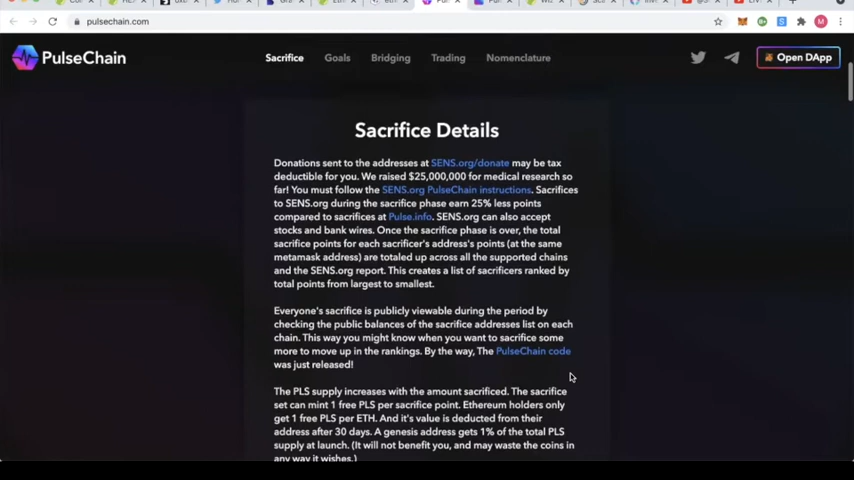 pulsechain.com
M
PulseChain
Sacrifice
Goals
Bridging
Trading
Nomenclature
Open DApp
Sacrifice Details
Donations sent to the addresses at SENS.org/donate may be tax
deductible for you. We raised $25,000,000 for medical research so
far! You must follow the SENS.org PulseChain instructions. Sacrifices
to SENS.org during the sacrifice phase earn 25% less points
compared to sacrifices at Pulse.info. SENS.org can also accept
stocks and bank wires. Once the sacrifice phase is over, the total
sacrifice points for each sacrificer's address's points (at the same
metamask address) are totaled up across all the supported chains
and the SENS.org report. This creates a list of sacrificers ranked by
total points from largest to smallest.
Everyone's sacrifice is publicly viewable during the period by
checking the public balances of the sacrifice addresses list on each
chain. This way you might know when you want to sacrifice some
more to move up in the rankings. By the way, The PulseChain code
was just released!
The PLS supply increases with the amount sacrificed. The sacrifice
set can mint 1 free PLS per sacrifice point. Ethereum holders only
get 1 free PLS per ETH. And it's value is deducted from their
address after 30 days. A genesis address gets 1% of the total PLS
supply at launch. (It will not benefit you, and may waste the coins in
any way it wishes.)